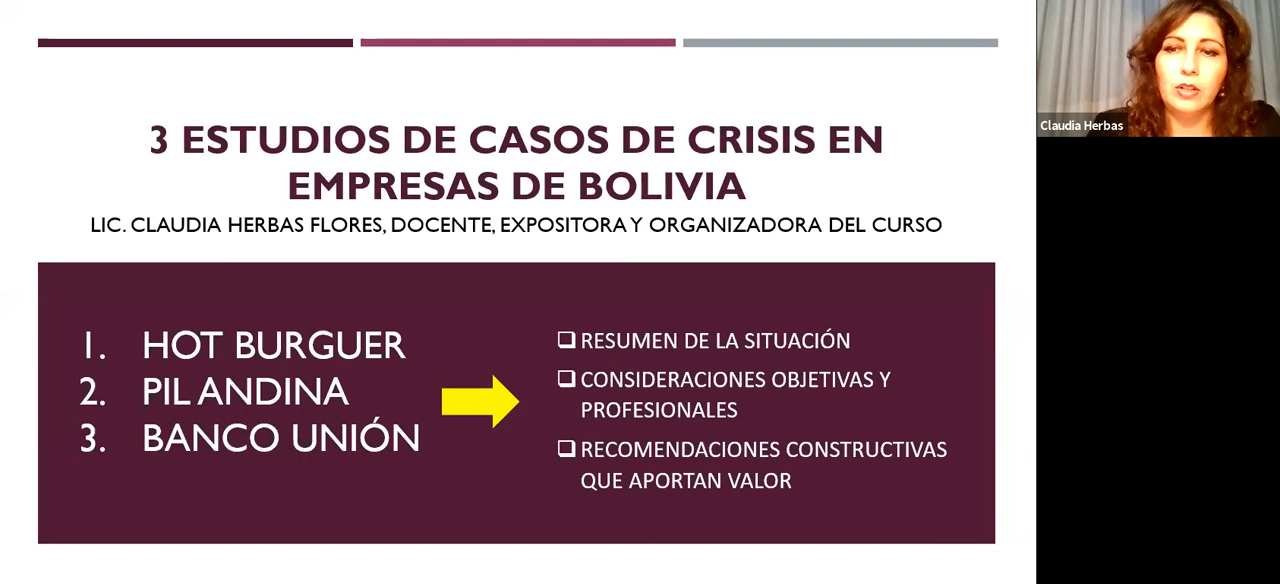 3 ESTUDIOS DE CASOS DE CRISIS EN
EMPRESAS DE BOLIVIA
LIC. CLAUDIA HERBAS FLORES, DOCENTE, EXPOSITORA Y ORGANIZADORA DEL CURSO
1. HOT BURGUER
2. PIL ANDINA
3. BANCO UNIÓN
❑ RESUMEN DE LA SITUACIÓN
❑ CONSIDERACIONES OBJETIVAS Y
PROFESIONALES
❑ RECOMENDACIONES CONSTRUCTIVAS
QUE APORTAN VALOR
Claudia Herbas